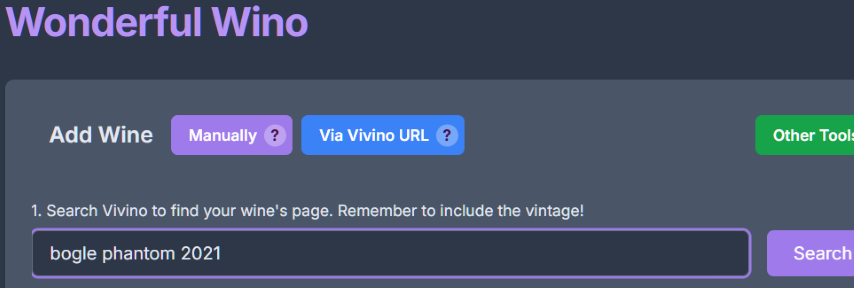 Wonderful Wino
Add Wine Manually ? Via Vivino URL ? Other Tools
1. Search Vivino to find your wine's page. Remember to include the vintage!
bogle phantom 2021 Search